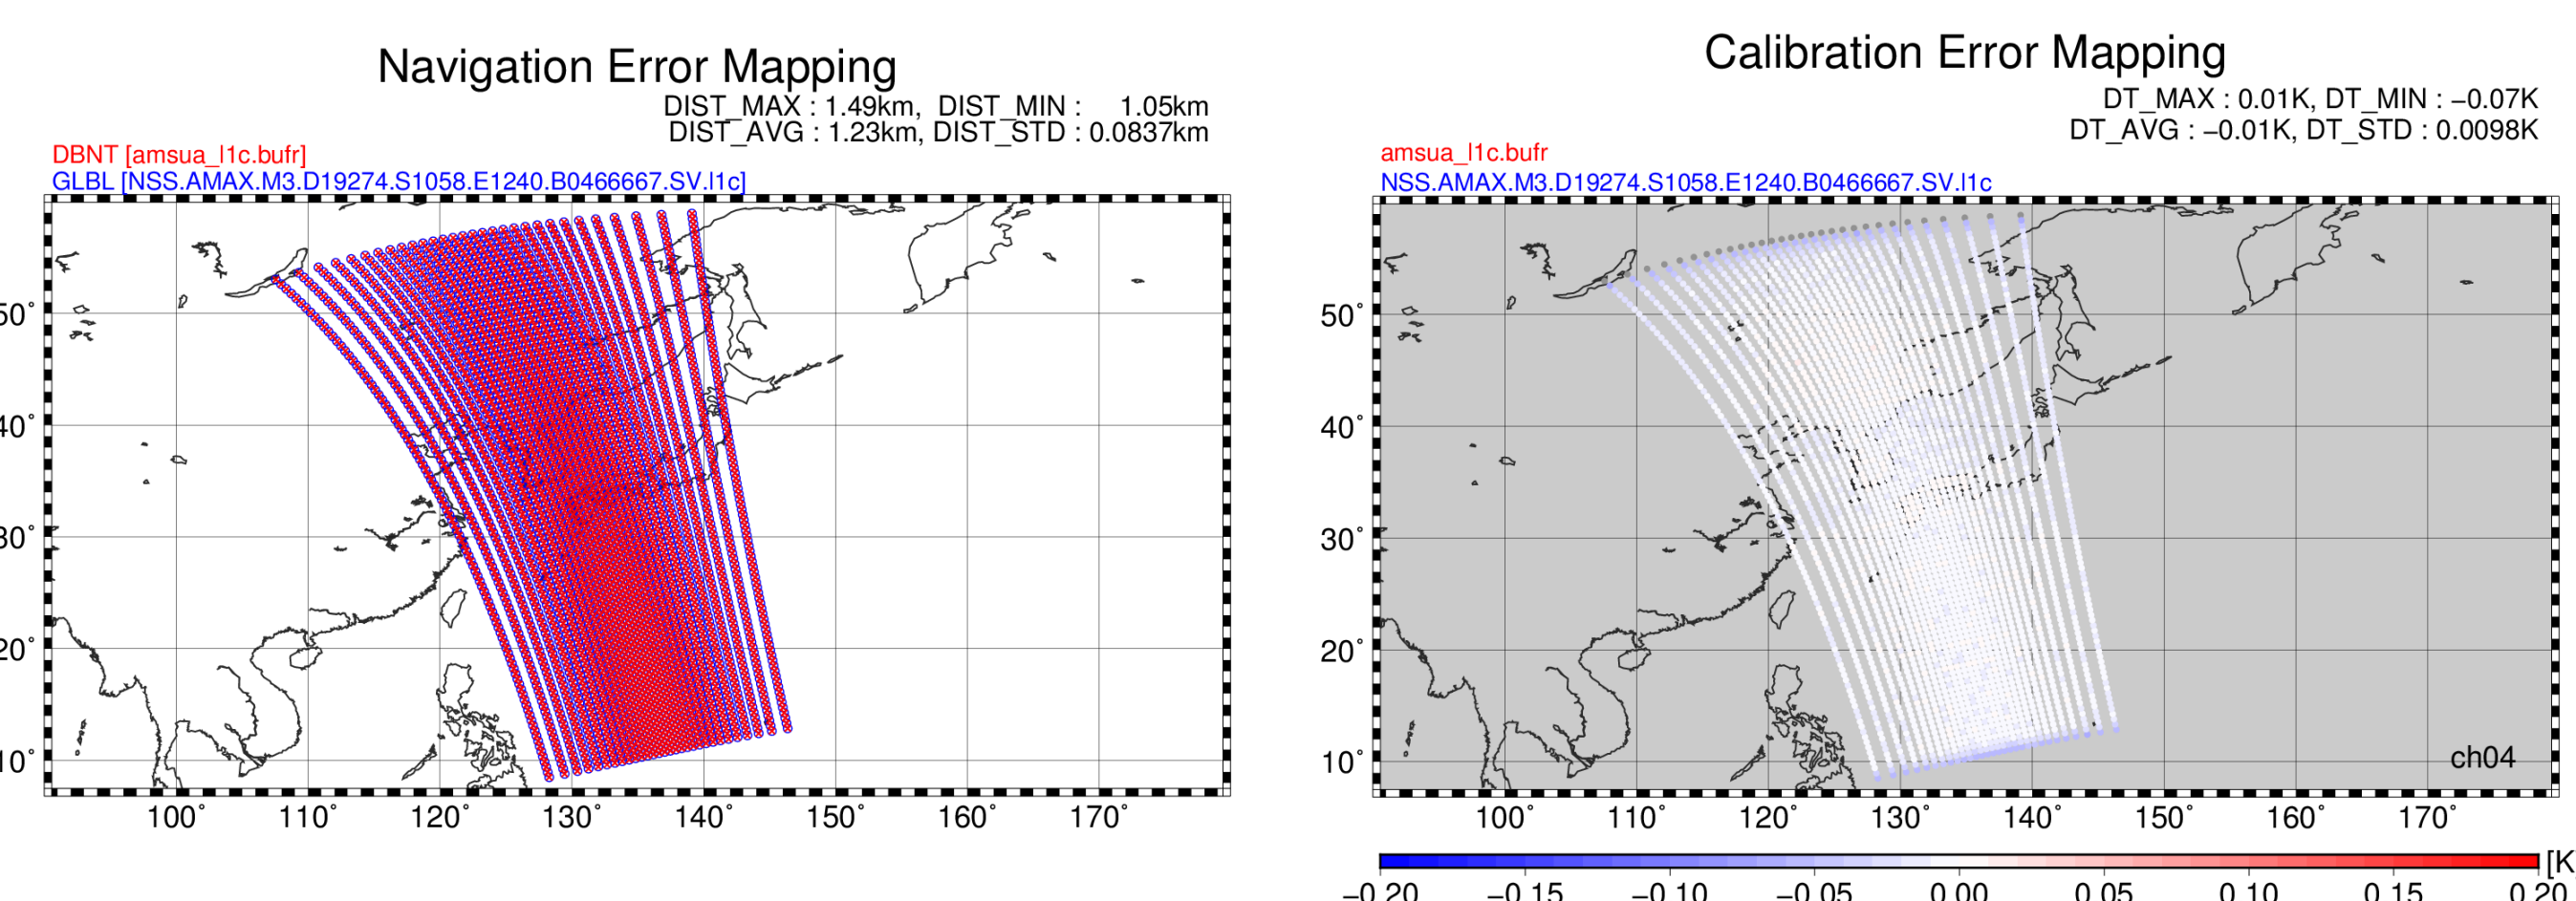 Navigation Error Mapping
DIST_MAX : 1.49km, DIST_MIN : 1.05km
DIST_AVG : 1.23km, DIST_STD : 0.0837km
DBNT [amsua_l1c.bufr]
GLBL [NSS.AMAX.M3.D19274.S1058.E1240.B0466667.SV.l1c]
50°
40°
30°
20°
10°
100° 110° 120° 130° 140° 150° 160° 170°
Calibration Error Mapping
DT_MAX : 0.01K, DT_MIN : −0.07K
DT_AVG : −0.01K, DT_STD : 0.0098K
amsua_l1c.bufr
NSS.AMAX.M3.D19274.S1058.E1240.B0466667.SV.l1c
50°
40°
30°
20°
10°
ch04
100° 110° 120° 130° 140° 150° 160° 170°
[K
−0.20 −0.15 −0.10 −0.05 0.00 0.05 0.10 0.15 0.20